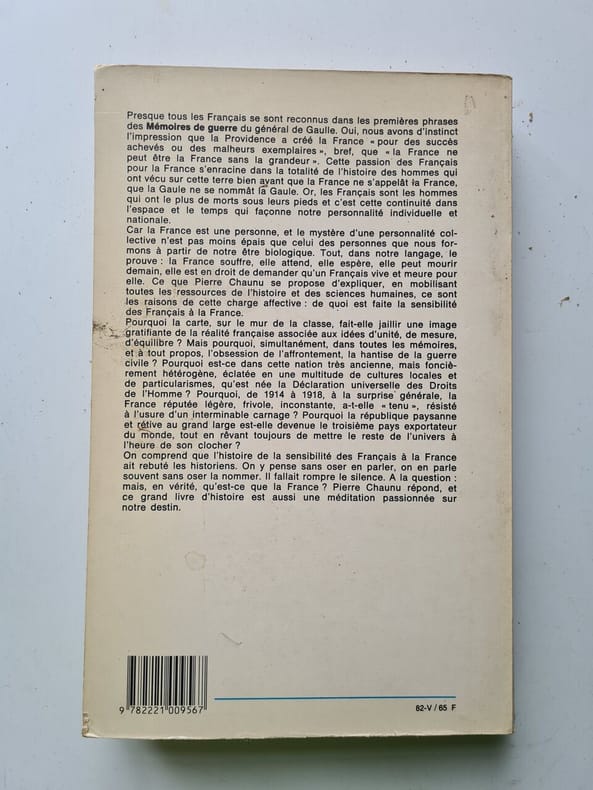 Presque tous les Français se sont reconnus dans les premières phrases
des Mémoires de guerre du général de Gaulle. Oui, nous avons d'instinct
l'impression que la Providence a créé la France « pour des succès
achevés ou des malheurs exemplaires », bref, que « la France ne
peut être la France sans la grandeur ». Cette passion des Français
pour la France s'enracine dans la totalité de l'histoire des hommes qui
ont vécu sur cette terre bien avant que la France ne s'appelât la France,
que la Gaule ne se nommât la Gaule. Or, les Français sont les hommes
qui ont le plus de morts sous leurs pieds et c'est cette continuité dans
l'espace et le temps qui façonne notre personnalité individuelle et
nationale.
Car la France est une personne, et le mystère d'une personnalité col-
lective n'est pas moins épais que celui des personnes que nous for-
mons à partir de notre être biologique. Tout, dans notre langage, le
prouve : la France souffre, elle attend, elle espère, elle peut mourir
demain, elle est en droit de demander qu'un Français vive et meure pour
elle. Ce que Pierre Chaunu se propose d'expliquer, en mobilisant
toutes les ressources de l'histoire et des sciences humaines, ce sont
les raisons de cette charge affective : de quoi est faite la sensibilité
des Français à la France.
Pourquoi la carte, sur le mur de la classe, fait-elle jaillir une image
gratifiante de la réalité française associée aux idées d'unité, de mesure,
d'équilibre ? Mais pourquoi, simultanément, dans toutes les mémoires,
et à tout propos, l'obsession de l'affrontement, la hantise de la guerre
civile ? Pourquoi est-ce dans cette nation très ancienne, mais fonciè-
rement hétérogène, éclatée en une multitude de cultures locales et
de particularismes, qu'est née la Déclaration universelle des Droits
de l'Homme ? Pourquoi, de 1914 à 1918, à la surprise générale, la
France réputée légère, frivole, inconstante, a-t-elle « tenu », résisté
à l'usure d'un interminable carnage ? Pourquoi la république paysanne
et rétive au grand large est-elle devenue le troisième pays exportateur
du monde, tout en rêvant toujours de mettre le reste de l'univers à
l'heure de son clocher ?
On comprend que l'histoire de la sensibilité des Français à la France
ait rebuté les historiens. On y pense sans oser en parler, on en parle
souvent sans oser la nommer. Il fallait rompre le silence. A la question :
mais, en vérité, qu'est-ce que la France ? Pierre Chaunu répond, et
ce grand livre d'histoire est aussi une méditation passionnée sur
notre destin.
9 782221 009567
82-V / 65 F